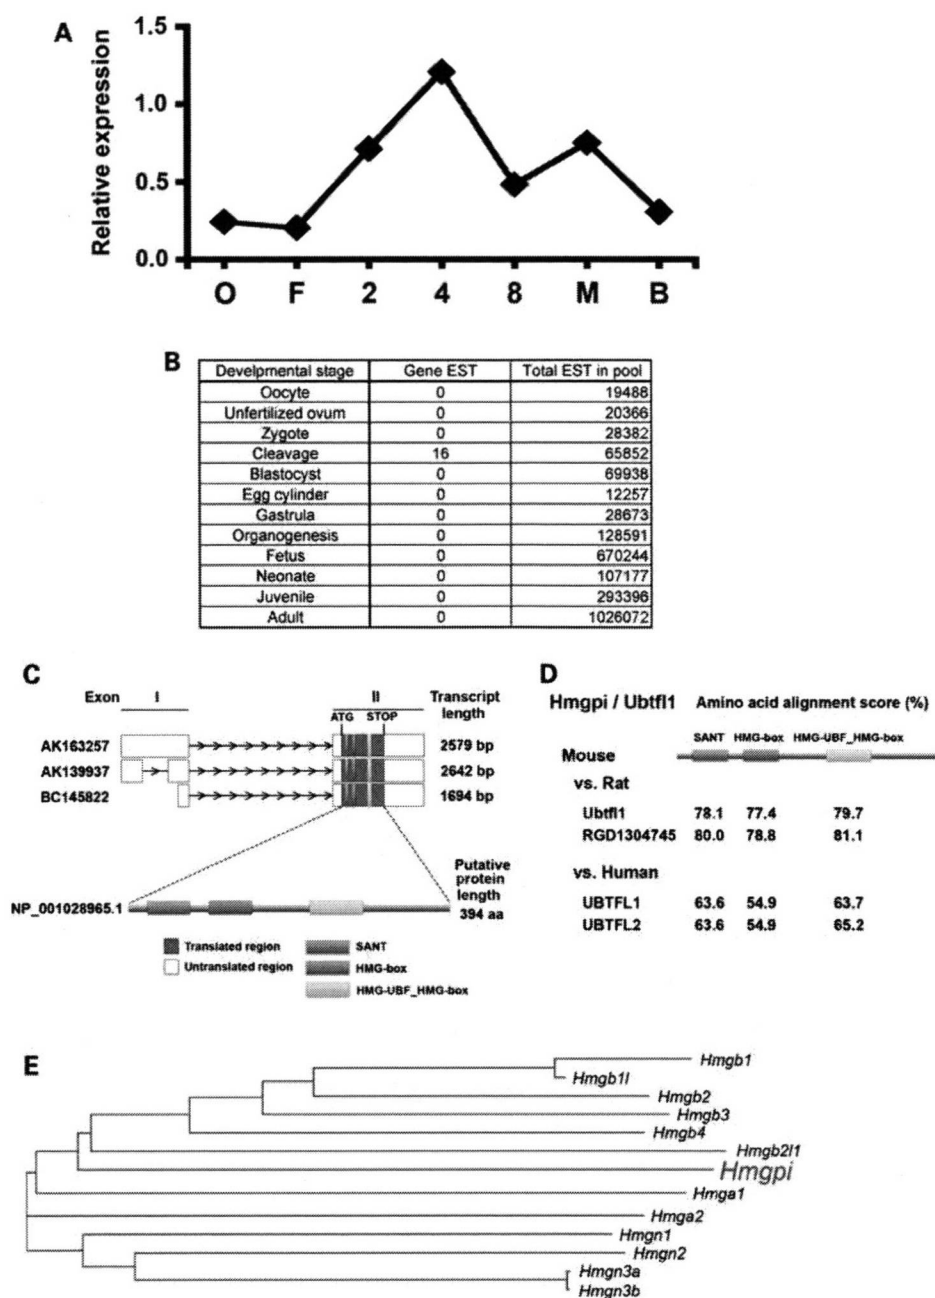 A
Relative expression
1.5
1.0
0.5
0.0
O F 2 4 8 M B
B
Develpmental stage Gene EST Total EST in pool
Oocyte 0 19488
Unfertilized ovum 0 20366
Zygote 0 28382
Cleavage 16 65852
Blastocyst 0 69938
Egg cylinder 0 12257
Gastrula 0 28673
Organogenesis 0 128591
Fetus 0 670244
Neonate 0 107177
Juvenile 0 293396
Adult 0 1026072
C
Exon I II Transcript length
ATG STOP
AK163257 2579 bp
AK139937 2642 bp
BC145822 1694 bp
Putative protein length
NP_001028965.1 394 aa
Translated region
Untranslated region
SANT
HMG-box
HMG-UBF_HMG-box
D
Hmgpi / Ubtfl1 Amino acid alignment score (%)
SANT HMG-box HMG-UBF_HMG-box
Mouse
vs. Rat
Ubtfl1 78.1 77.4 79.7
RGD1304745 80.0 78.8 81.1
vs. Human
UBTFL1 63.6 54.9 63.7
UBTFL2 63.6 54.9 65.2
E
Hmgb1
Hmgb1l
Hmgb2
Hmgb3
Hmgb4
Hmgb2l1
Hmgpi
Hmga1
Hmga2
Hmgn1
Hmgn2
Hmgn3a
Hmgn3b